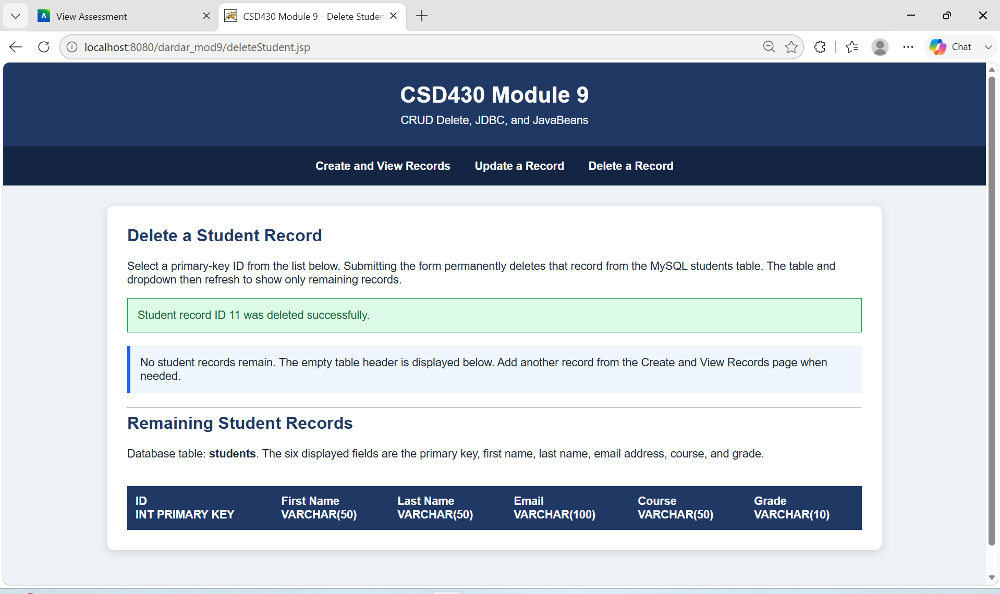 View Assessment
CSD430 Module 9 - Delete Studen
localhost:8080/dardar_mod9/deleteStudent.jsp
Chat
CSD430 Module 9
CRUD Delete, JDBC, and JavaBeans
Create and View Records Update a Record Delete a Record
Delete a Student Record
Select a primary-key ID from the list below. Submitting the form permanently deletes that record from the MySQL students table. The table and
dropdown then refresh to show only remaining records.
Student record ID 11 was deleted successfully.
No student records remain. The empty table header is displayed below. Add another record from the Create and View Records page when
needed.
Remaining Student Records
Database table: students. The six displayed fields are the primary key, first name, last name, email address, course, and grade.
ID First Name Last Name Email Course Grade
INT PRIMARY KEY VARCHAR(50) VARCHAR(50) VARCHAR(100) VARCHAR(50) VARCHAR(10)